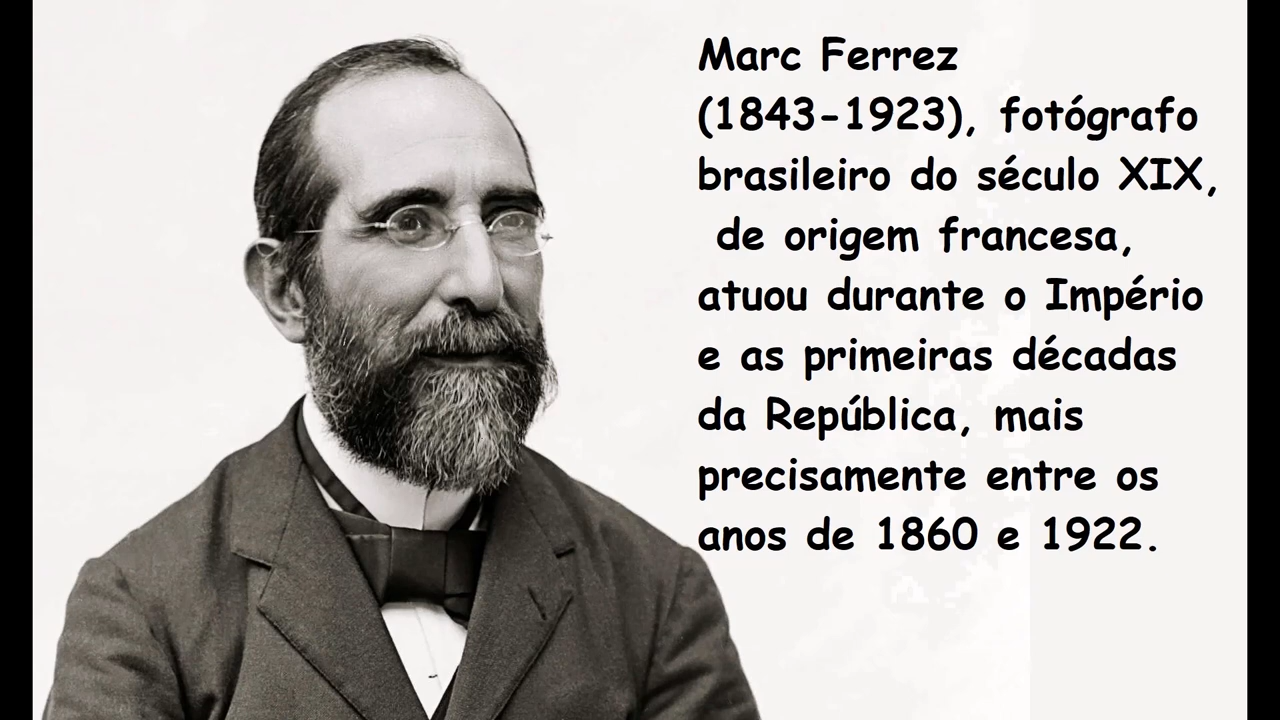 Marc Ferrez
(1843-1923), fotógrafo
brasileiro do século XIX,
de origem francesa,
atuou durante o Império
e as primeiras décadas
da República, mais
precisamente entre os
anos de 1860 e 1922.